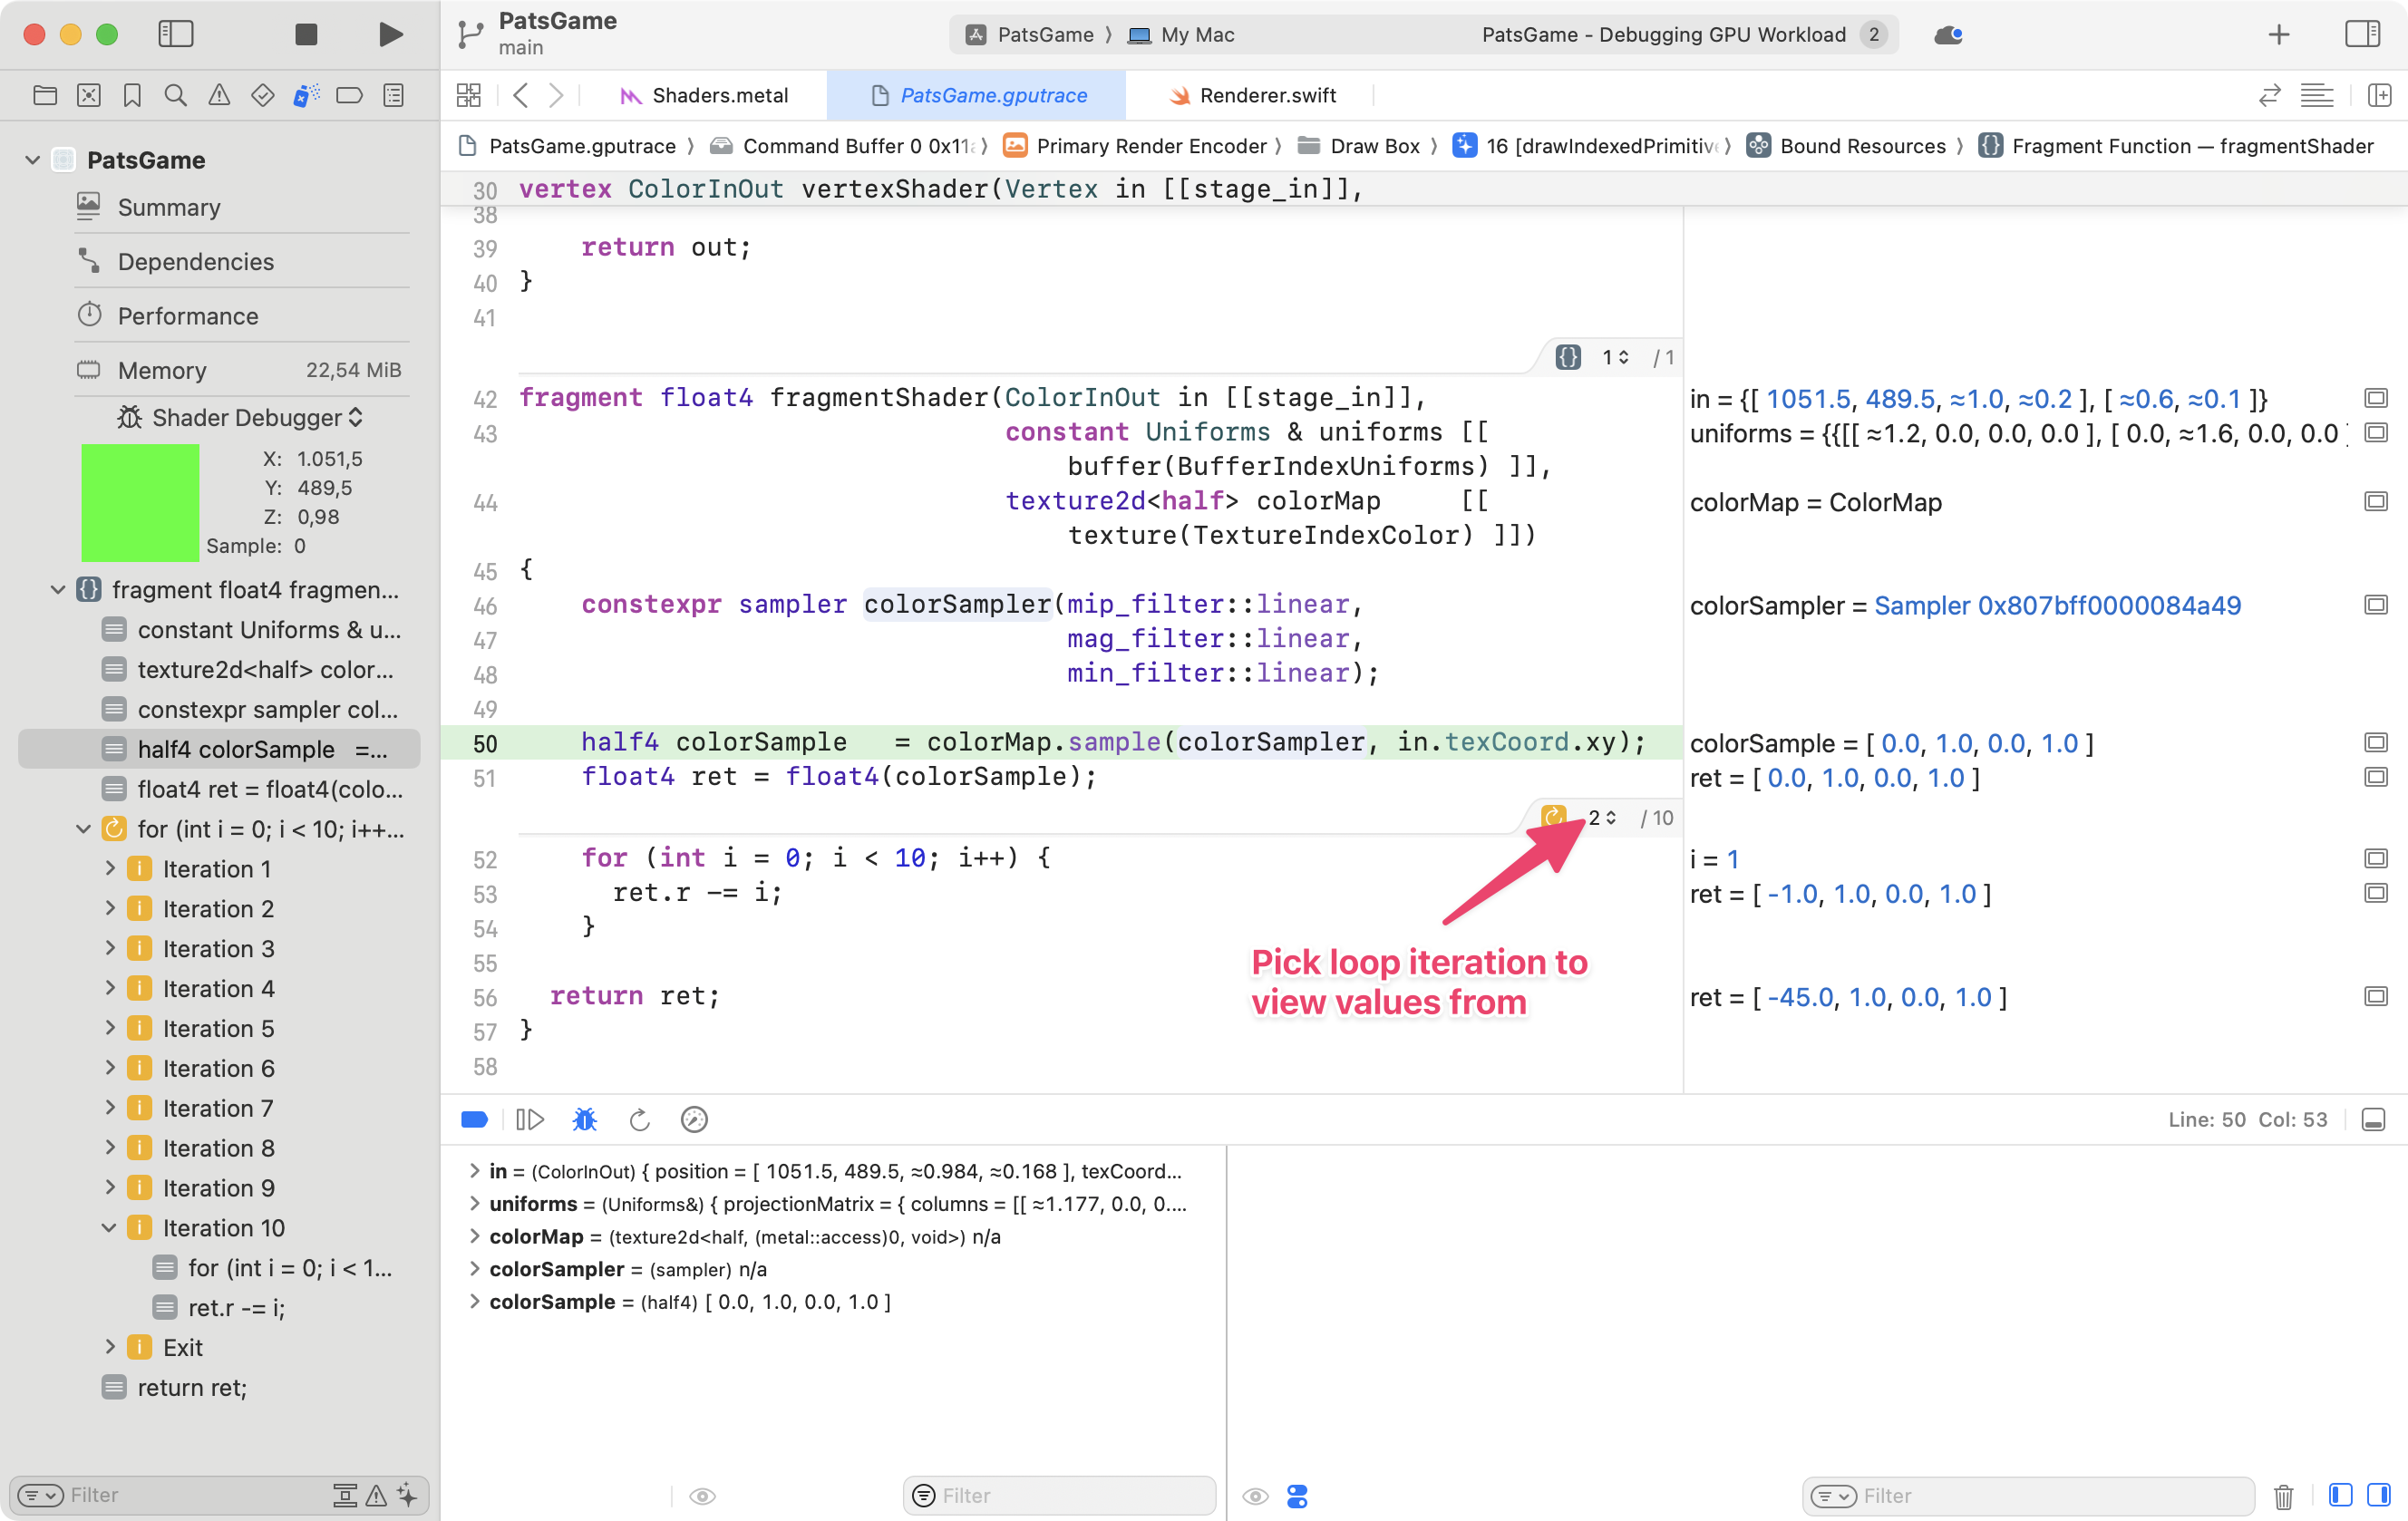 PatsGame
main
PatsGame ⟩ My Mac
PatsGame - Debugging GPU Workload 2
Shaders.metal
PatsGame.gputrace
Renderer.swift
PatsGame.gputrace ⟩ Command Buffer 0 ⟩ Primary Render Encoder ⟩ Draw Box ⟩ 16 [drawIndexedPrimitiv ⟩ Bound Resources ⟩ {} Fragment Function — fragmentShader
PatsGame
Summary
Dependencies
Performance
Memory 22,54 MiB
Shader Debugger
X: 1.051,5
Y: 489,5
Z: 0,98
Sample: 0
{} fragment float4 fragmen...
constant Uniforms & u...
texture2d<half> color...
constexpr sampler col...
half4 colorSample =...
float4 ret = float4(colo...
for (int i = 0; i < 10; i++...
i Iteration 1
i Iteration 2
i Iteration 3
i Iteration 4
i Iteration 5
i Iteration 6
i Iteration 7
i Iteration 8
i Iteration 9
i Iteration 10
for (int i = 0; i < 1...
ret.r -= i;
i Exit
return ret;
Filter
30 vertex ColorInOut vertexShader(Vertex in [[stage_in]],
38
39 return out;
40 }
41
{} 1 / 1
42 fragment float4 fragmentShader(ColorInOut in [[stage_in]],
43 constant Uniforms & uniforms [[
buffer(BufferIndexUniforms) ]],
44 texture2d<half> colorMap [[
texture(TextureIndexColor) ]])
45 {
46 constexpr sampler colorSampler(mip_filter::linear,
47 mag_filter::linear,
48 min_filter::linear);
49
50 half4 colorSample = colorMap.sample(colorSampler, in.texCoord.xy);
51 float4 ret = float4(colorSample);
2 / 10
52 for (int i = 0; i < 10; i++) {
53 ret.r -= i;
54 }
55
56 return ret;
57 }
58
Pick loop iteration to
view values from
in = {[ 1051.5, 489.5, ≈1.0, ≈0.2 ], [ ≈0.6, ≈0.1 ]}
uniforms = {{[[ ≈1.2, 0.0, 0.0, 0.0 ], [ 0.0, ≈1.6, 0.0, 0.0
colorMap = ColorMap
colorSampler = Sampler 0x807bff0000084a49
colorSample = [ 0.0, 1.0, 0.0, 1.0 ]
ret = [ 0.0, 1.0, 0.0, 1.0 ]
i = 1
ret = [ -1.0, 1.0, 0.0, 1.0 ]
ret = [ -45.0, 1.0, 0.0, 1.0 ]
Line: 50 Col: 53
in = (ColorInOut) { position = [ 1051.5, 489.5, ≈0.984, ≈0.168 ], texCoord...
uniforms = (Uniforms&) { projectionMatrix = { columns = [[ ≈1.177, 0.0, 0....
colorMap = (texture2d<half, (metal::access)0, void>) n/a
colorSampler = (sampler) n/a
colorSample = (half4) [ 0.0, 1.0, 0.0, 1.0 ]
Filter
Filter